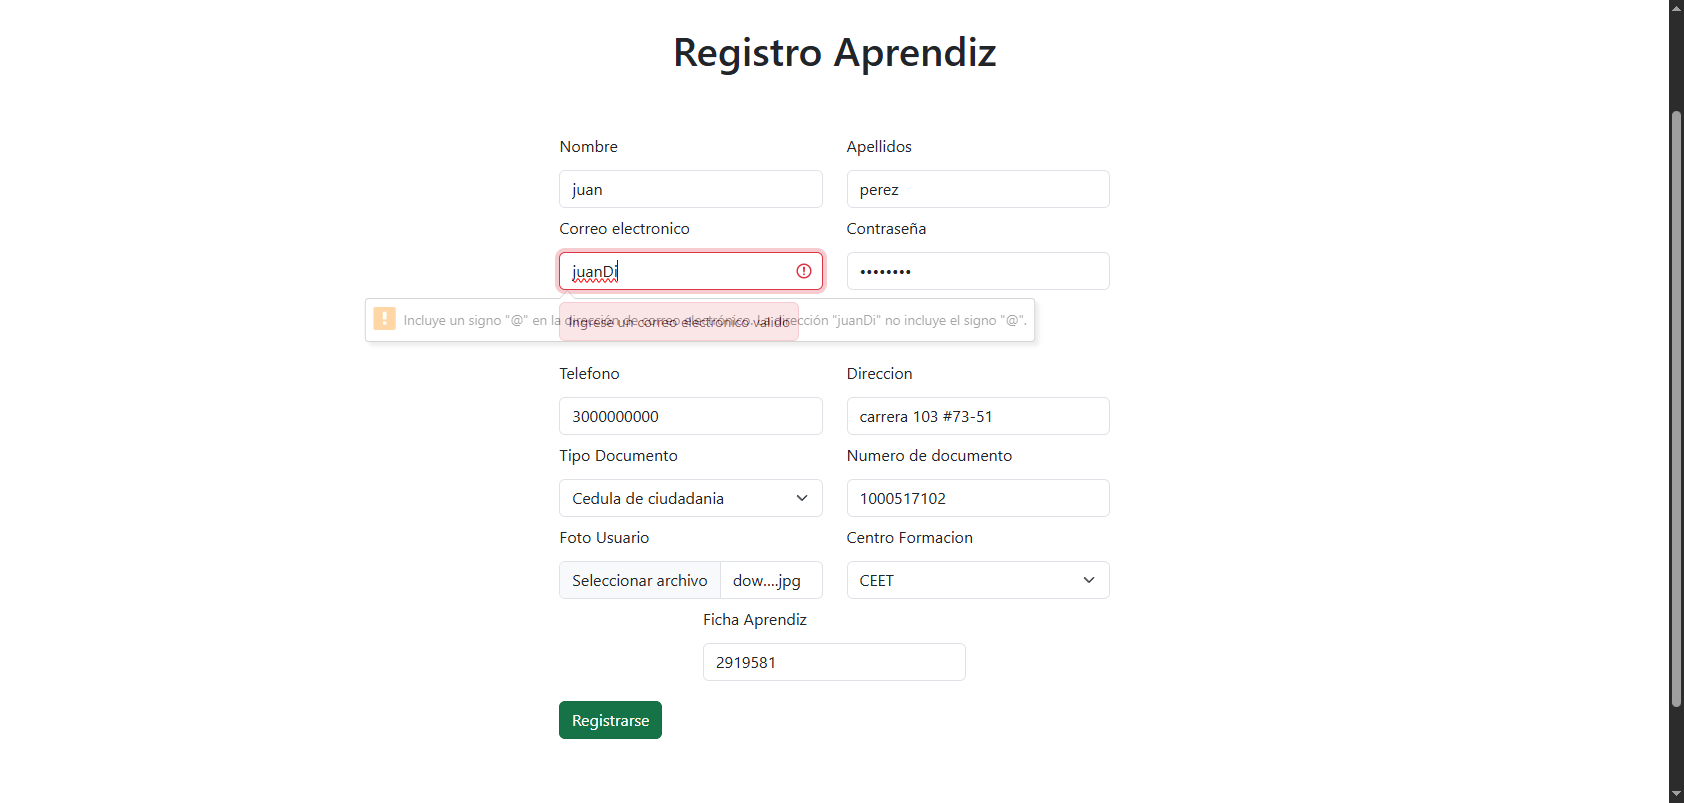 Registro Aprendiz
Nombre
Apellidos
juan
perez
Correo electronico
Contraseña
juanDi
••••••••
Incluye un signo "@" en la dirección de correo electrónico. La dirección "juanDi" no incluye el signo "@".
Ingrese un correo electronico valido
Telefono
Direccion
3000000000
carrera 103 #73-51
Tipo Documento
Numero de documento
Cedula de ciudadania
1000517102
Foto Usuario
Centro Formacion
Seleccionar archivo
dow....jpg
CEET
Ficha Aprendiz
2919581
Registrarse